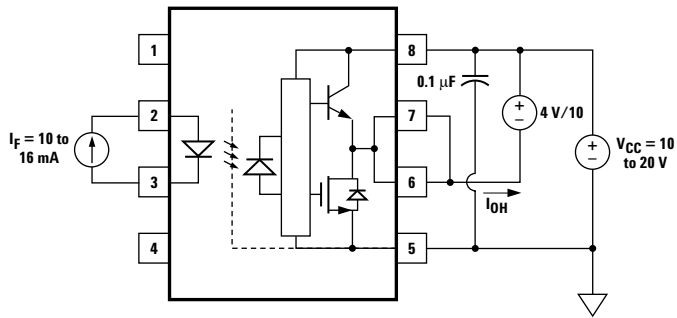 1
8
0.1 μF
2
7
4 V/10
I_F = 10 to
16 mA
V_CC = 10
to 20 V
3
6
I_OH
4
5